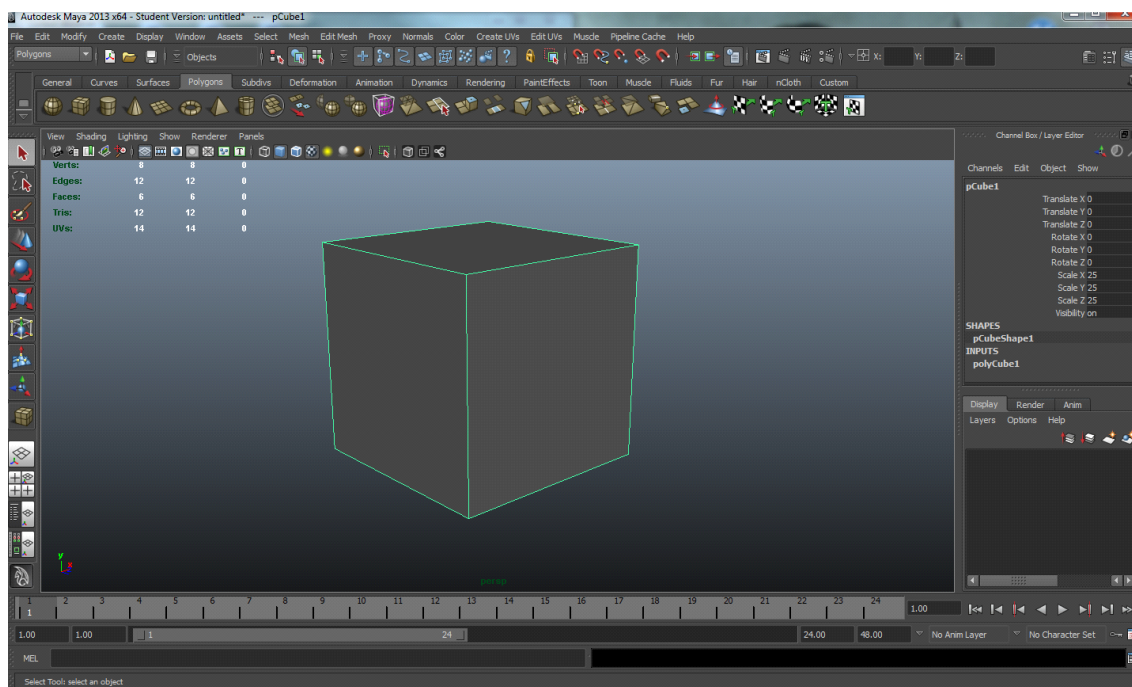 Autodesk Maya 2013 x64 - Student Version: untitled* --- pCube1
File Edit Modify Create Display Window Assets Select Mesh Edit Mesh Proxy Normals Color Create UVs Edit UVs Muscle Pipeline Cache Help
Polygons Objects X: Y: Z:
General Curves Surfaces Polygons Subdivs Deformation Animation Dynamics Rendering PaintEffects Toon Muscle Fluids Fur Hair nCloth Custom
View Shading Lighting Show Renderer Panels
Verts: 8 8 0
Edges: 12 12 0
Faces: 6 6 0
Tris: 12 12 0
UVs: 14 14 0
y
x
persp
Channel Box / Layer Editor
Channels Edit Object Show
pCube1
Translate X 0
Translate Y 0
Translate Z 0
Rotate X 0
Rotate Y 0
Rotate Z 0
Scale X 25
Scale Y 25
Scale Z 25
Visibility on
SHAPES
pCubeShape1
INPUTS
polyCube1
Display Render Anim
Layers Options Help
1 2 3 4 5 6 7 8 9 10 11 12 13 14 15 16 17 18 19 20 21 22 23 24
1 1.00
1.00 1.00 1 24 24.00 48.00 No Anim Layer No Character Set
MEL
Select Tool: select an object